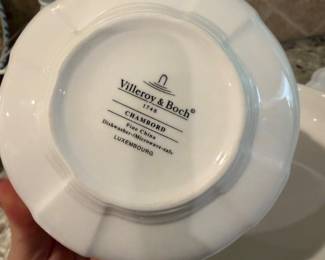 Villeroy & Boch®
1748
CHAMBORD
Fine China
Dishwasher-/Microwave-safe
LUXEMBOURG